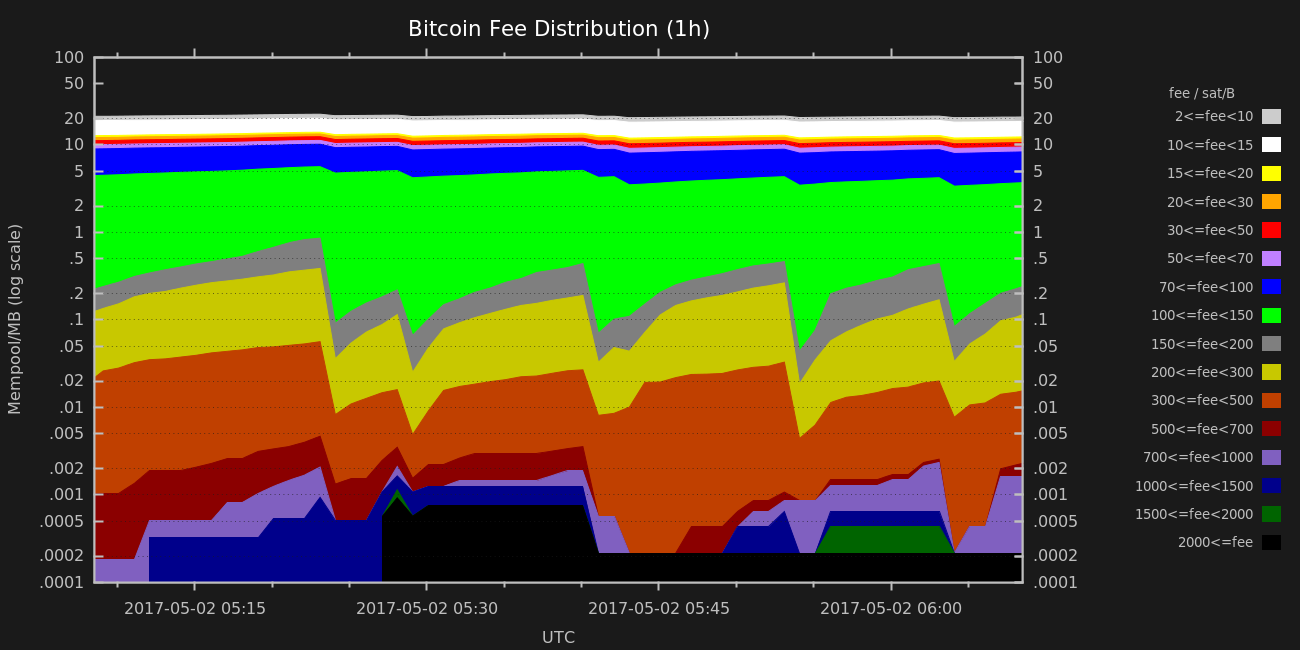 Bitcoin Fee Distribution (1h)
100 100
50 50
20 20
10 10
5 5
2 2
1 1
.5 .5
.2 .2
.1 .1
.05 .05
.02 .02
.01 .01
.005 .005
.002 .002
.001 .001
.0005 .0005
.0002 .0002
.0001 .0001
Mempool/MB (log scale)
2017-05-02 05:15 2017-05-02 05:30 2017-05-02 05:45 2017-05-02 06:00
UTC
fee / sat/B
2<=fee<10
10<=fee<15
15<=fee<20
20<=fee<30
30<=fee<50
50<=fee<70
70<=fee<100
100<=fee<150
150<=fee<200
200<=fee<300
300<=fee<500
500<=fee<700
700<=fee<1000
1000<=fee<1500
1500<=fee<2000
2000<=fee